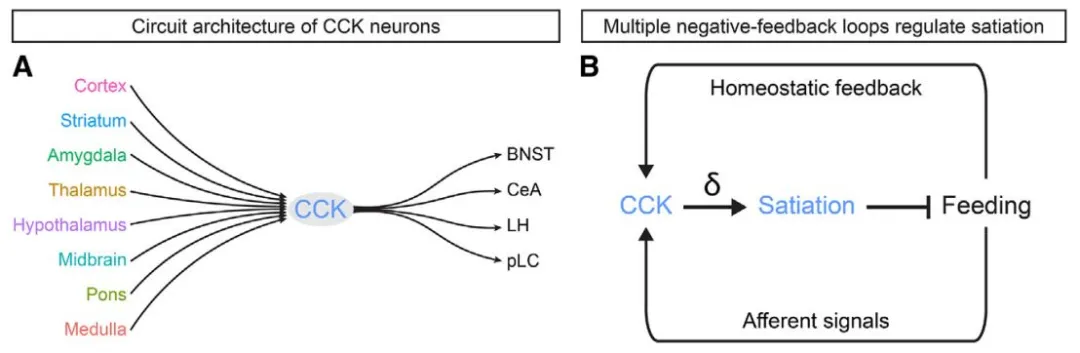 Circuit architecture of CCK neurons
Multiple negative-feedback loops regulate satiation
A
Cortex
Striatum
Amygdala
Thalamus
Hypothalamus
Midbrain
Pons
Medulla
CCK
BNST
CeA
LH
pLC
B
Homeostatic feedback
CCK
δ
Satiation
Feeding
Afferent signals